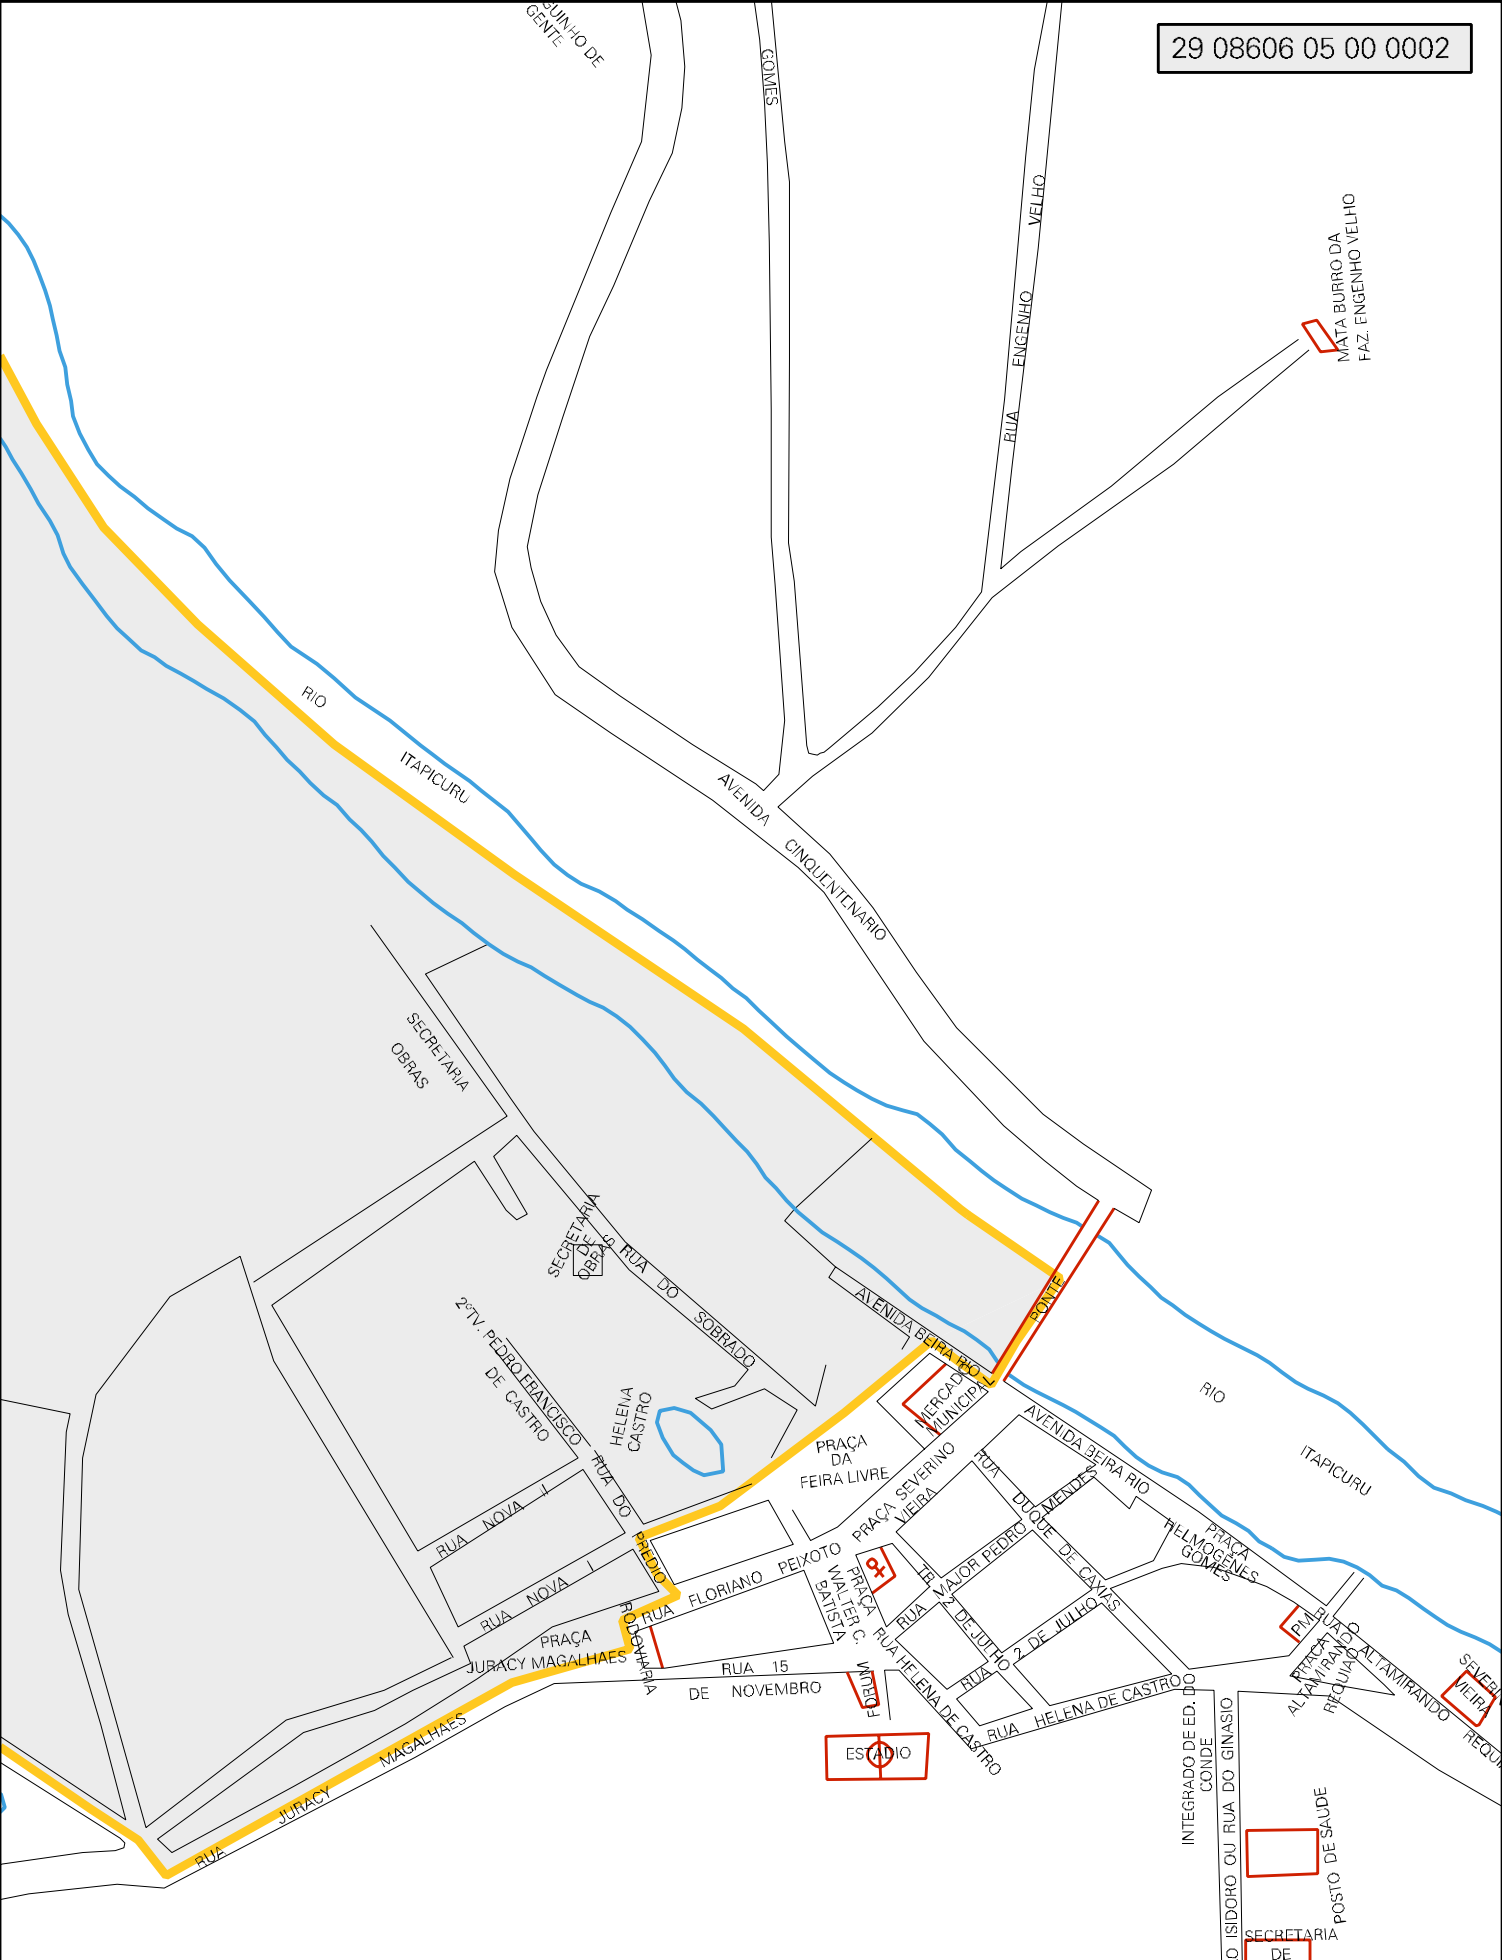 29 08606 05 00 0002
GENTE
GOMES
RUA ENGENHO VELHO
MATA BURRO DA
FAZ. ENGENHO VELHO
RIO ITAPICURU
AVENIDA CINQUENTENARIO
SECRETARIA
OBRAS
SECRETARIA
DE
OBRAS
RUA DO SOBRADO
2ºTV. PEDRO FRANCISCO
DE CASTRO
HELENA
CASTRO
AVENIDA BEIRA RIO
PONTE
MERCADO
MUNICIPAL
RIO ITAPICURU
AVENIDA BEIRA RIO
PRAÇA
DA
FEIRA LIVRE
PRAÇA SEVERINO
VIEIRA
RUA DUQUE DE CAXIAS
RUA MAJOR PEDRO MENDES
PRAÇA
HELMOGENES
GOMES
RUA NOVA II
RUA NOVA I
RUA DO PREDIO
RUA FLORIANO PEIXOTO
PRAÇA
WALTER C.
BATISTA
TR. 2 DE JULHO
RUA 2 DE JULHO
PRAÇA
JURACY MAGALHAES
RODOVIARIA
RUA 15
DE NOVEMBRO
FORUM
RUA HELENA DE CASTRO
RUA HELENA DE CASTRO
PM
RUA DO ALTAMIRANDO
PRAÇA
ALTAMIRANDO
REQUIAO
VIEIRA
ESTADIO
RUA JURACY MAGALHAES
INTEGRADO DE ED. DO
CONDE
ISIDORO OU RUA DO GINASIO
POSTO DE SAUDE
SECRETARIA
DE